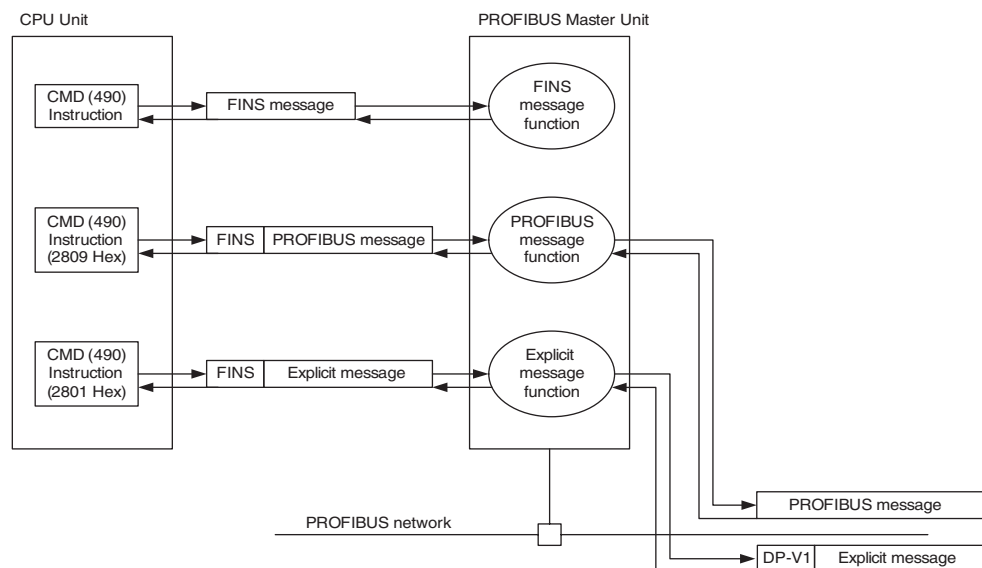 CPU Unit
PROFIBUS Master Unit
CMD (490)
Instruction
FINS message
FINS
message
function
CMD (490)
Instruction
(2809 Hex)
FINS
PROFIBUS message
PROFIBUS
message
function
CMD (490)
Instruction
(2801 Hex)
FINS
Explicit message
Explicit
message
function
PROFIBUS message
PROFIBUS network
DP-V1
Explicit message